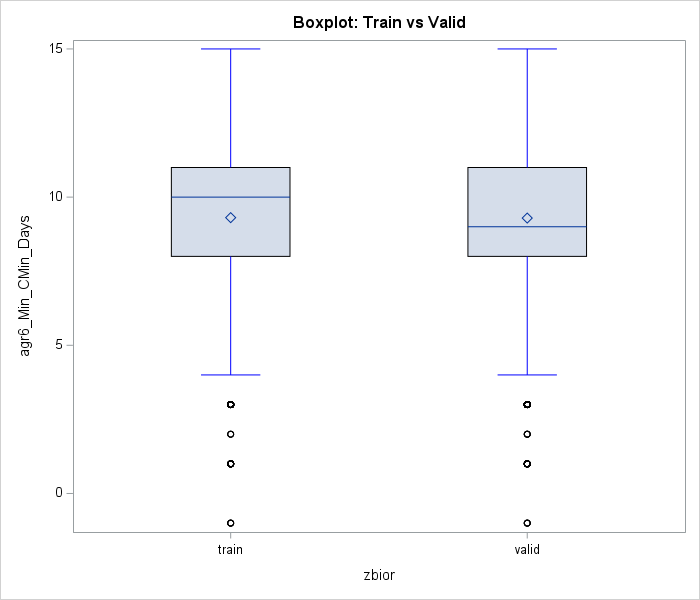 Boxplot: Train vs Valid
15
10
5
0
agr6_Min_CMin_Days
train
valid
zbior